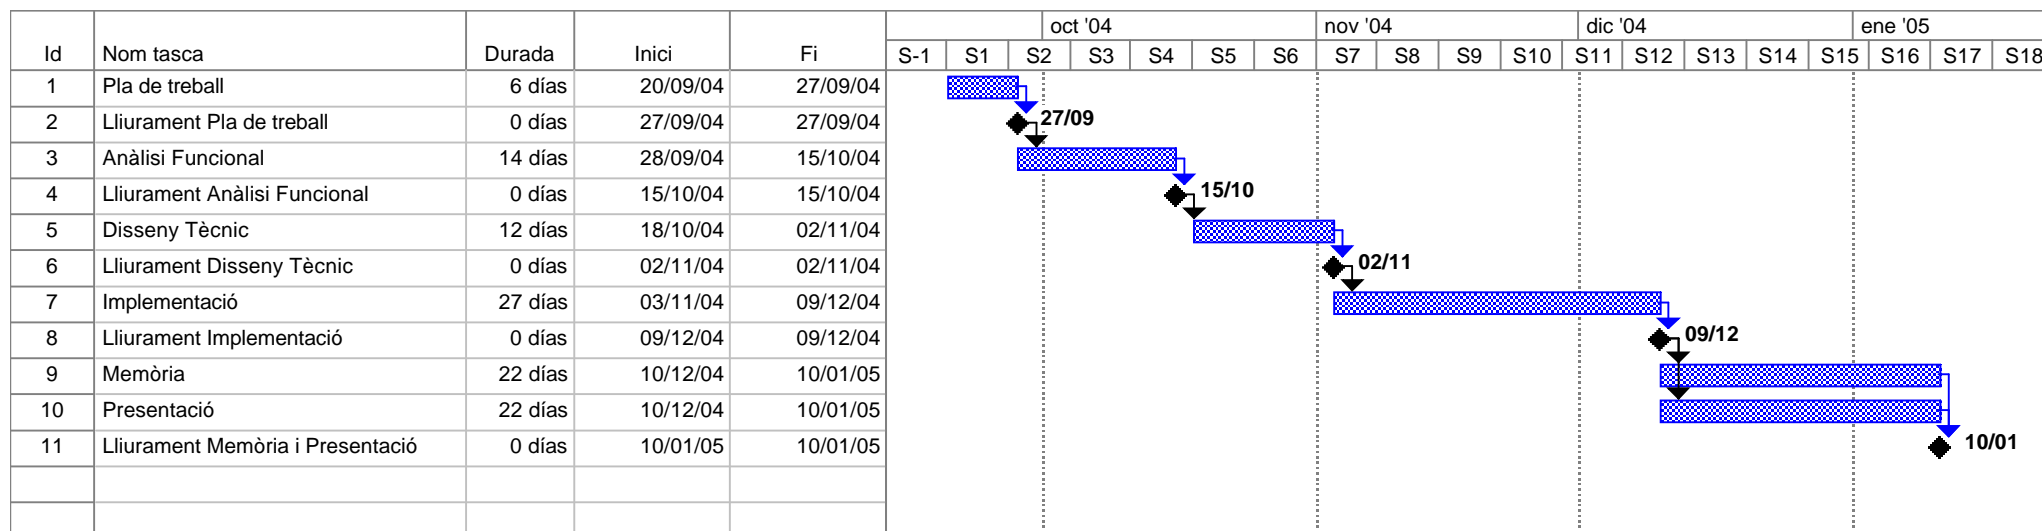 oct '04 nov '04 dic '04 ene '05
Id Nom tasca Durada Inici Fi S-1 S1 S2 S3 S4 S5 S6 S7 S8 S9 S10 S11 S12 S13 S14 S15 S16 S17 S18
1 Pla de treball 6 días 20/09/04 27/09/04
2 Lliurament Pla de treball 0 días 27/09/04 27/09/04 27/09
3 Anàlisi Funcional 14 días 28/09/04 15/10/04
4 Lliurament Anàlisi Funcional 0 días 15/10/04 15/10/04 15/10
5 Disseny Tècnic 12 días 18/10/04 02/11/04
6 Lliurament Disseny Tècnic 0 días 02/11/04 02/11/04 02/11
7 Implementació 27 días 03/11/04 09/12/04
8 Lliurament Implementació 0 días 09/12/04 09/12/04 09/12
9 Memòria 22 días 10/12/04 10/01/05
10 Presentació 22 días 10/12/04 10/01/05
11 Lliurament Memòria i Presentació 0 días 10/01/05 10/01/05 10/01